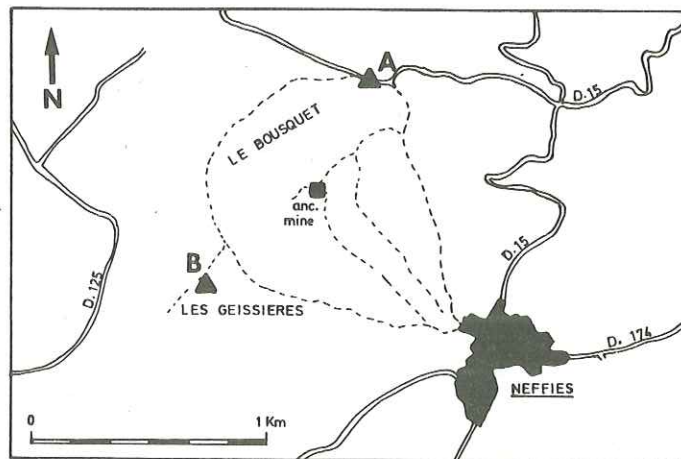 A
D.15
N
LE BOUSQUET
anc.
mine
B
D.15
D. 125
LES GEISSIERES
D. 174
NEFFIES
0
1 Km